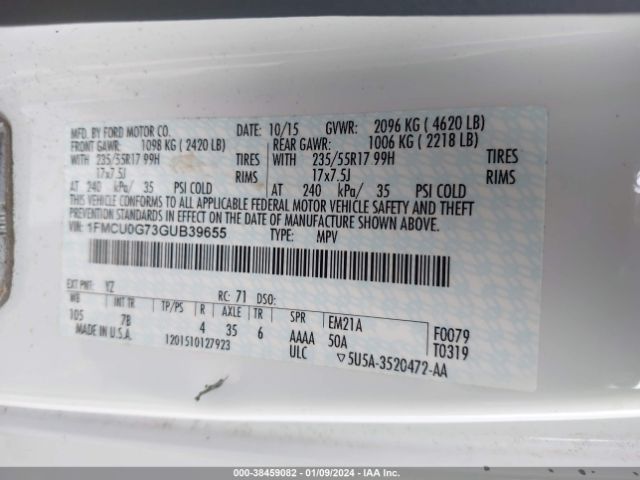 MFD. BY FORD MOTOR CO. DATE: 10/15 GVWR: 2096 KG ( 4620 LB)
FRONT GAWR: 1098 KG ( 2420 LB) REAR GAWR: 1006 KG ( 2218 LB)
WITH 235/55R17 99H TIRES WITH 235/55R17 99H TIRES
17x7.5J RIMS 17x7.5J RIMS
AT 240 kPa/ 35 PSI COLD AT 240 kPa/ 35 PSI COLD
THIS VEHICLE CONFORMS TO ALL APPLICABLE FEDERAL MOTOR VEHICLE SAFETY AND THEFT
PREVENTION STANDARDS IN EFFECT ON THE DATE OF MANUFACTURE SHOWN ABOVE.
VIN: 1FMCU0G73GUB39655 TYPE: MPV
EXT PNT: YZ RC: 71 DSO:
WB INT TR TP/PS R AXLE TR SPR EM21A F0079
105 7B 4 35 6 AAAA 50A T0319
MADE IN U.S.A. 1201510127923 ULC ▽5U5A-3520472-AA
000-38459082 - 01/09/2024 - IAA Inc.